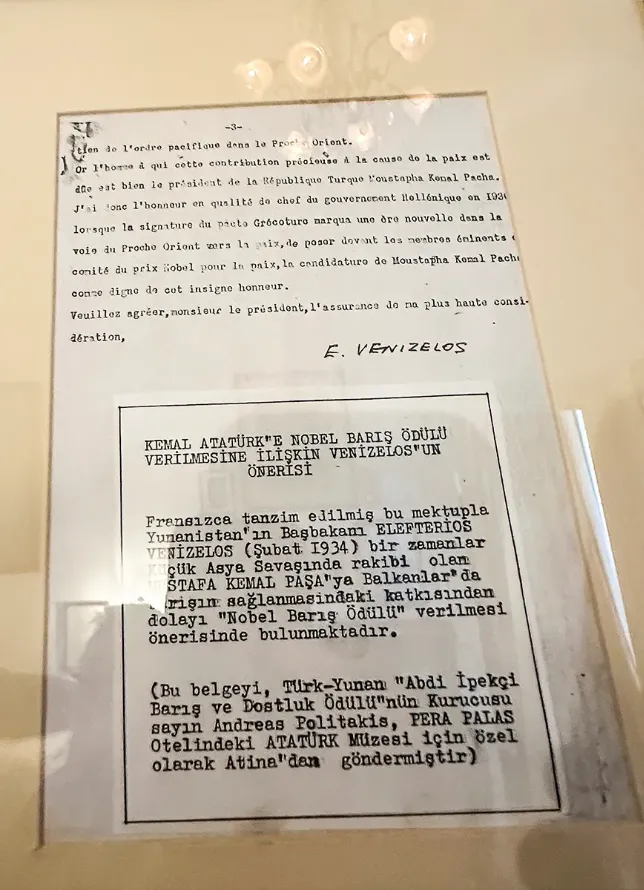 -3-
tien de l'ordre pacifique dans le Proche Orient.
Or l'homme à qui cette contribution précieuse à la cause de la paix est
dûe est bien le président de la République Turque Moustapha Kemal Pacha.
J'ai donc l'honneur en qualité de chef du gouvernement Hellénique en 1930
lorsque la signature du pacte Grécoturc marqua une ère nouvelle dans la
voie du Proche Orient vers la paix, de poser devant les membres éminents
comité du prix Nobel pour la paix, la candidature de Moustapha Kemal Pach
comme digne de cet insigne honneur.
Veuillez agréer, monsieur le président, l'assurance de ma plus haute consi-
dération,
E. VENIZELOS
KEMAL ATATÜRK"E NOBEL BARIŞ ÖDÜLÜ
VERİLMESİNE İLİŞKİN VENİZELOS"UN
ÖNERİSİ
Fransızca tanzim edilmiş bu mektupla
Yunanistan"ın Başbakanı ELEFTERIOS
VENİZELOS (Şubat I934) bir zamanlar
Küçük Asya Savaşında rakibi olan
MUSTAFA KEMAL PAŞA"ya Balkanlar"da
Barışın sağlanmasındaki katkısından
dolayı "Nobel Barış Ödülü" verilmesi
önerisinde bulunmaktadır.
(Bu belgeyi, Türk-Yunan "Abdi İpekçi
Barış ve Dostluk Ödülü"nün Kurucusu
sayın Andreas Politakis, PERA PALAS
Otelindeki ATATÜRK Müzesi için özel
olarak Atina"dan göndermiştir)